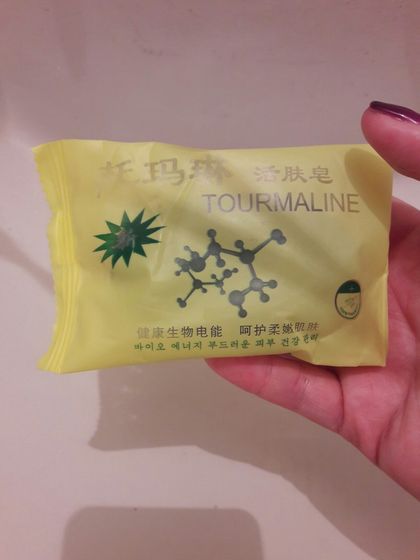 托玛琳 活肤皂
TOURMALINE
健康生物电能 呵护柔嫩肌肤
바이오 에너지 부드러운 피부 건강 관리